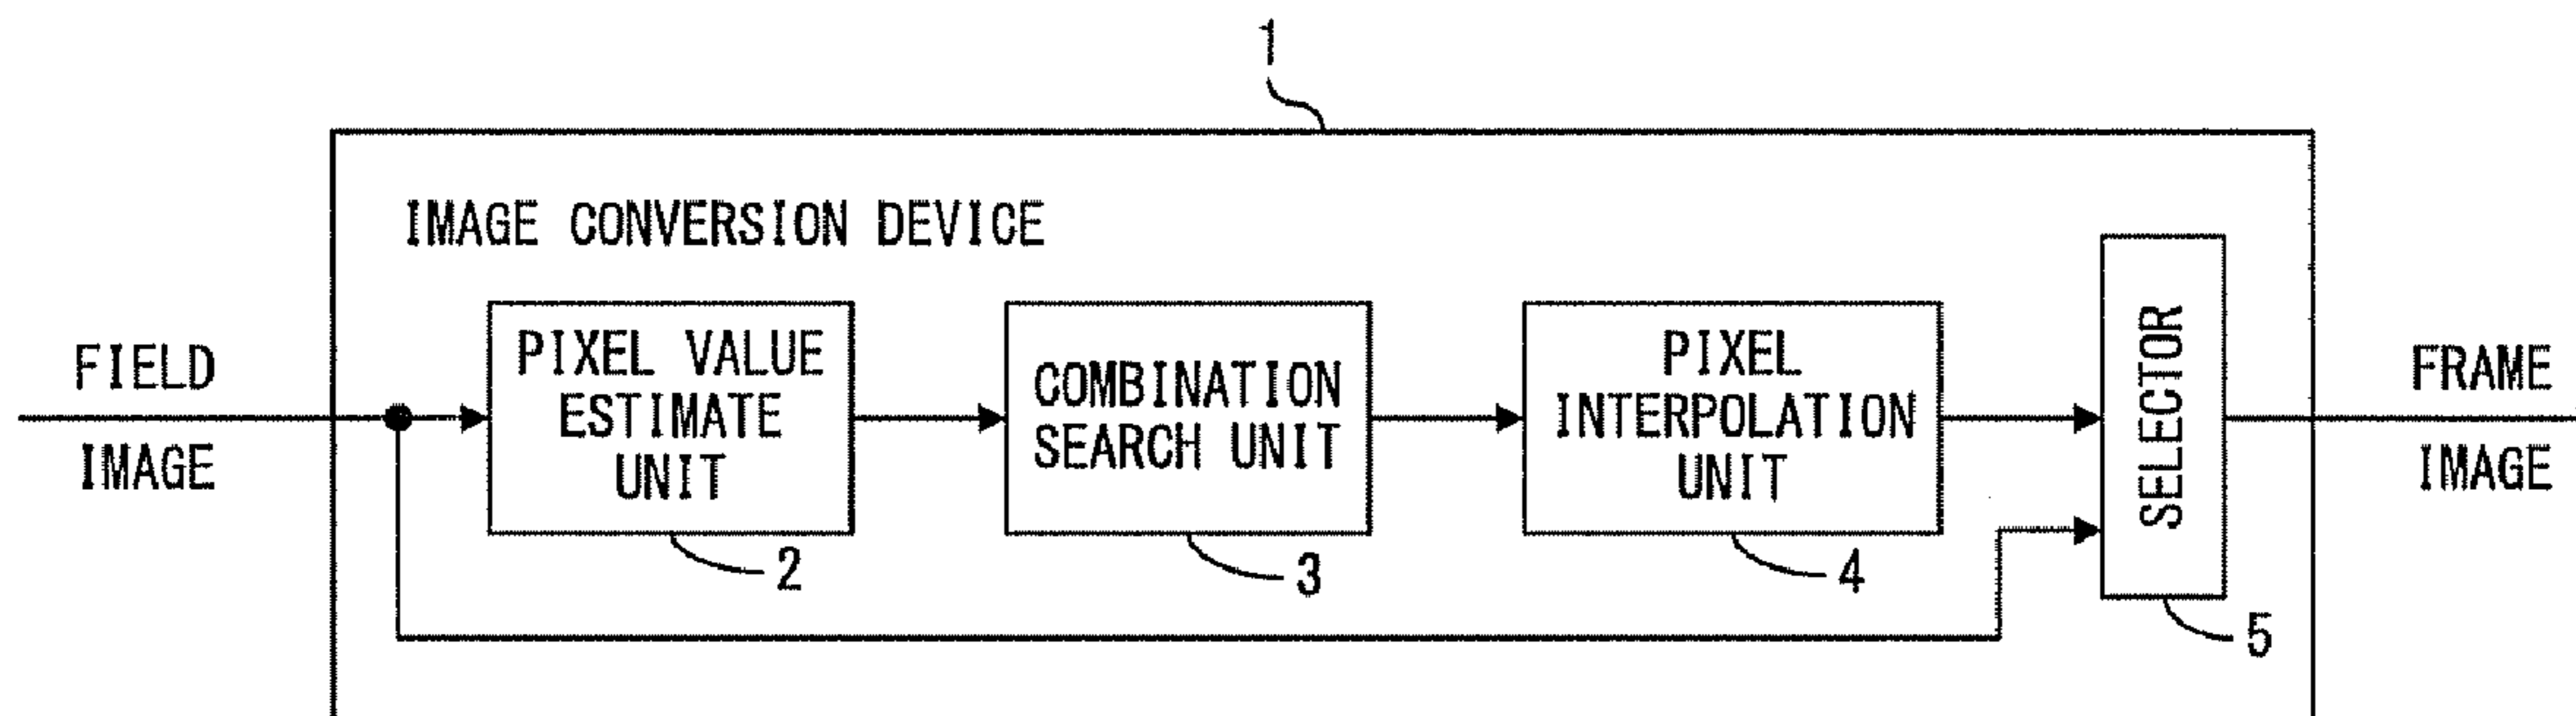 1
IMAGE CONVERSION DEVICE
FIELD
IMAGE
PIXEL VALUE
ESTIMATE
UNIT
2
COMBINATION
SEARCH UNIT
3
PIXEL
INTERPOLATION
UNIT
4
SELECTOR
5
FRAME
IMAGE